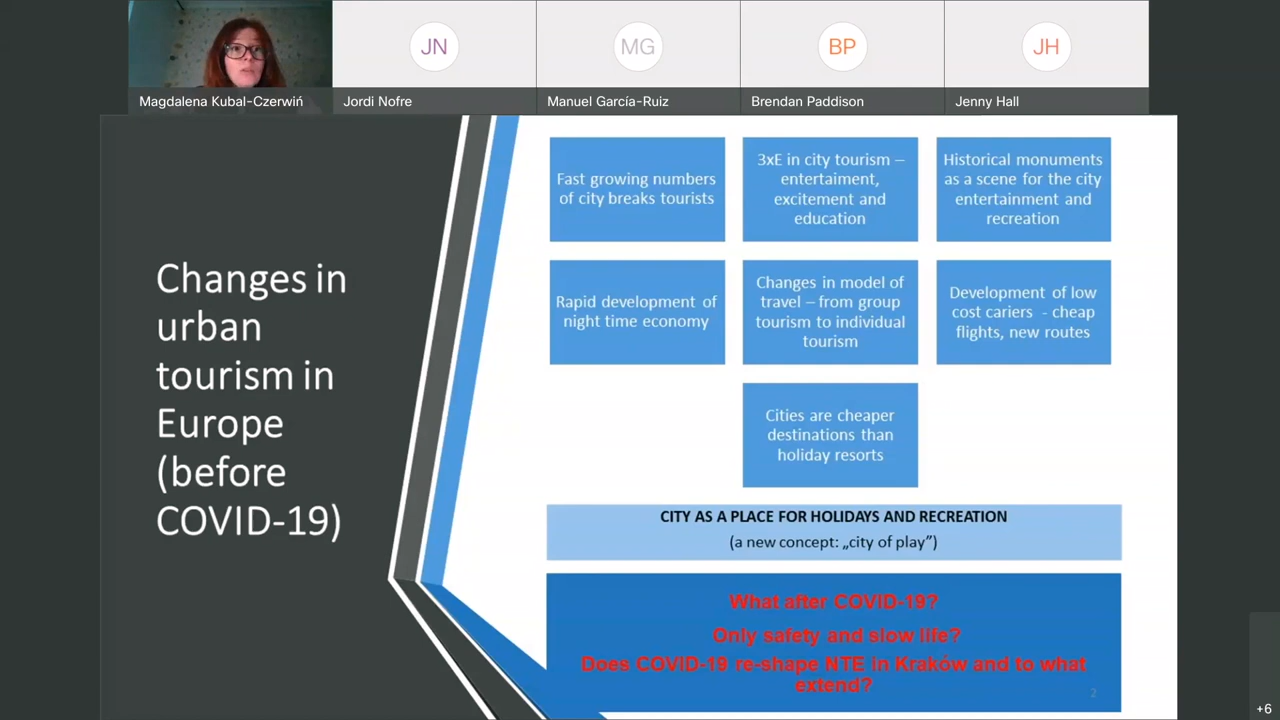 JN
MG
BP
JH
Magdalena Kubal-Czerwiń
Jordi Nofre
Manuel García-Ruiz
Brendan Paddison
Jenny Hall
Changes in
urban
tourism in
Europe
(before
COVID-19)
Fast growing numbers
of city breaks tourists
3xE in city tourism –
entertaiment,
excitement and
education
Historical monuments
as a scene for the city
entertainment and
recreation
Rapid development of
night time economy
Changes in model of
travel – from group
tourism to individual
tourism
Development of low
cost cariers - cheap
flights, new routes
Cities are cheaper
destinations than
holiday resorts
CITY AS A PLACE FOR HOLIDAYS AND RECREATION
(a new concept: „city of play”)
What after COVID-19?
Only safety and slow life?
Does COVID-19 re-shape NTE in Kraków and to what
extend?
2
+6